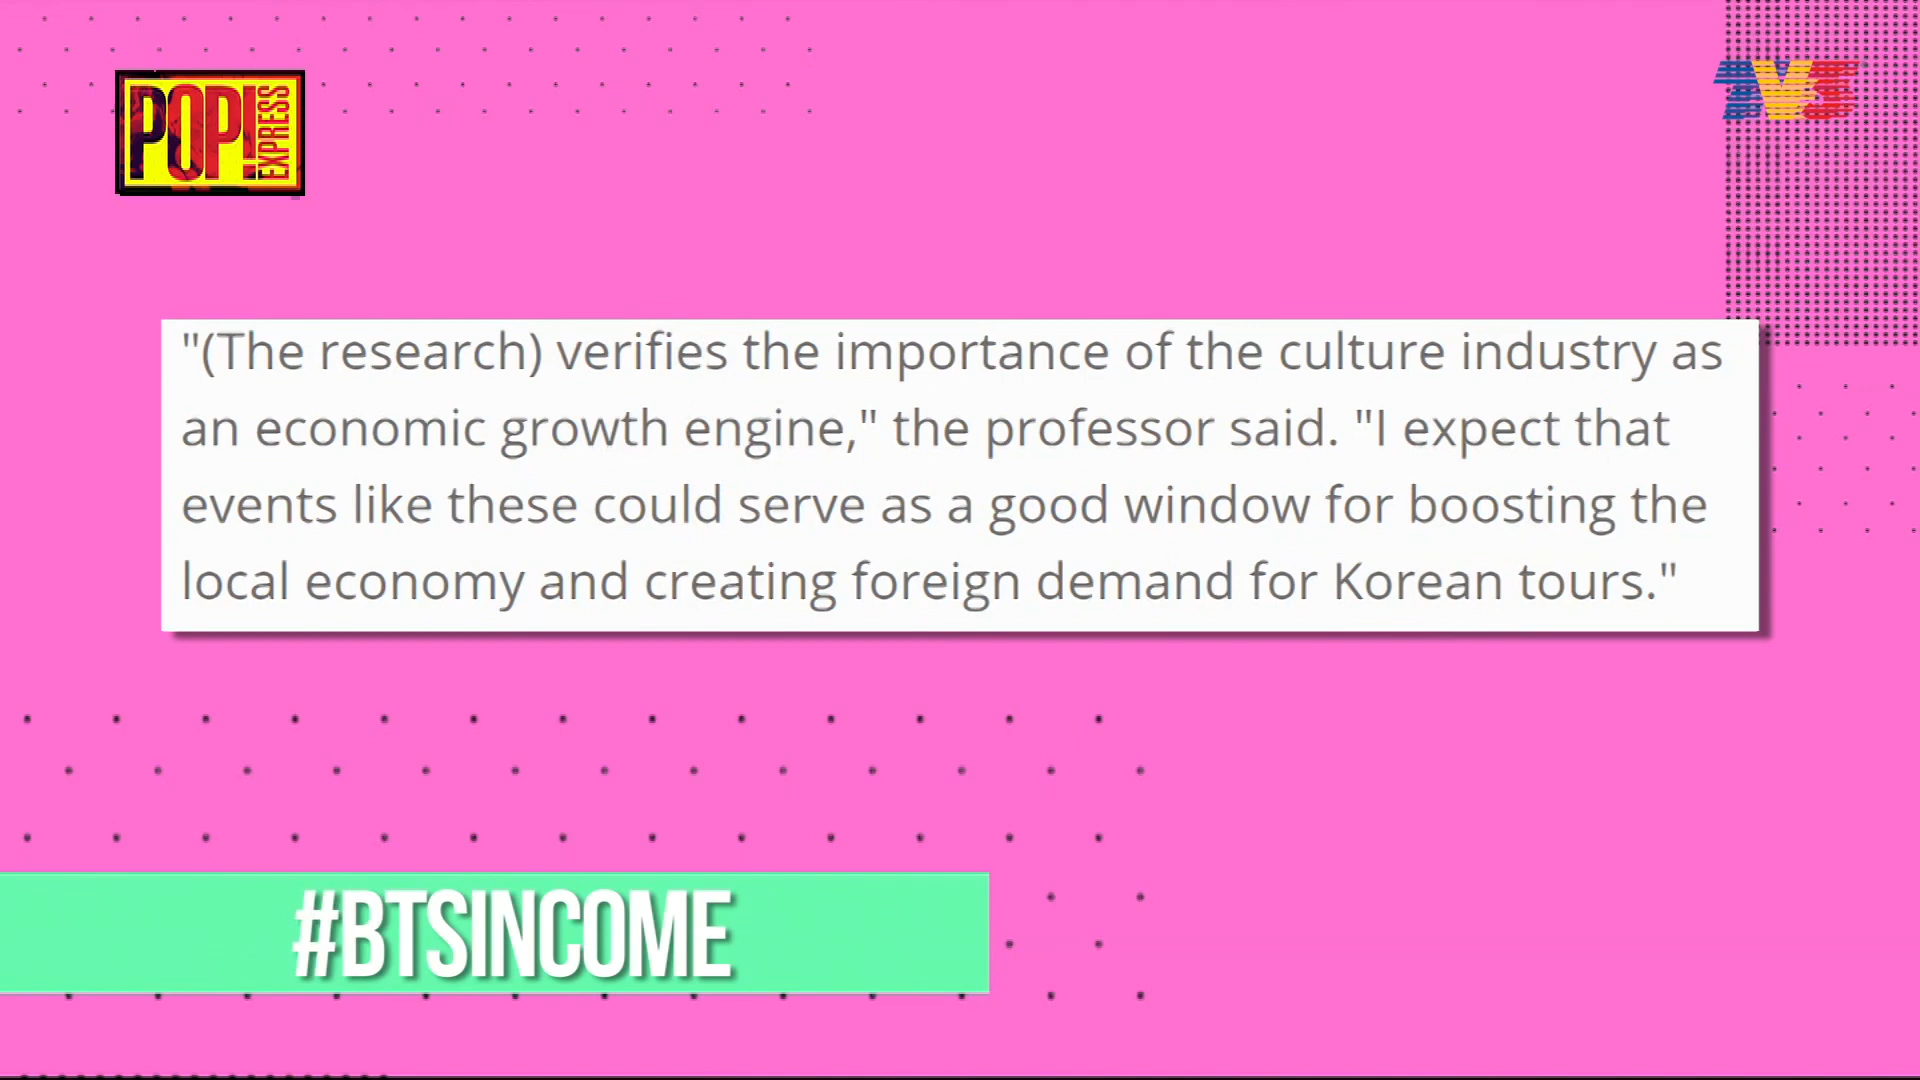 POP! EXPRESS
TV3
"(The research) verifies the importance of the culture industry as
an economic growth engine," the professor said. "I expect that
events like these could serve as a good window for boosting the
local economy and creating foreign demand for Korean tours."
#BTSINCOME